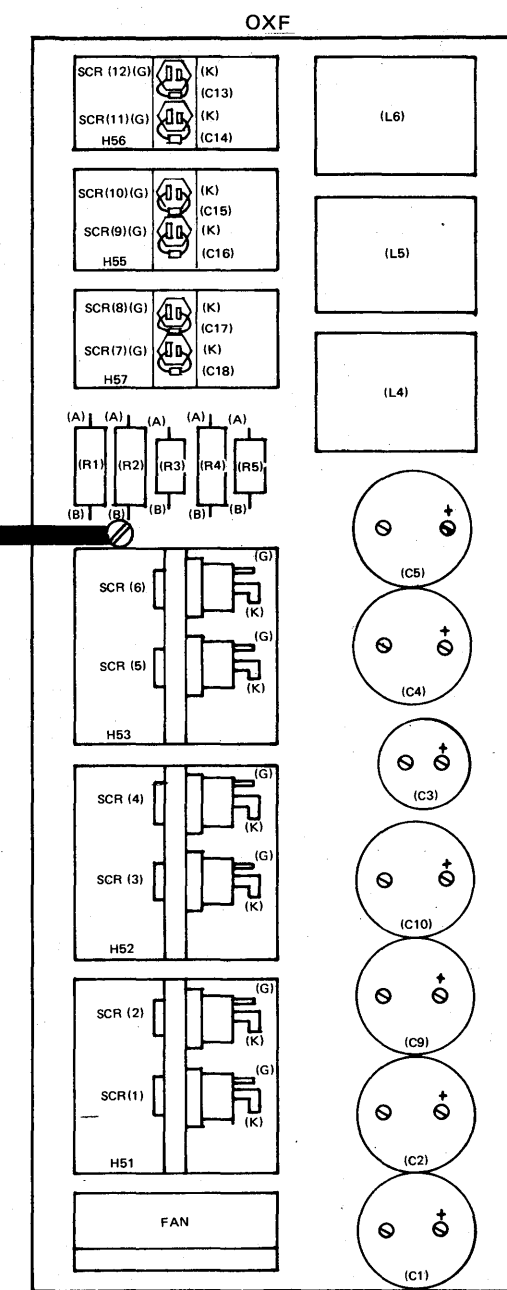 OXF
SCR (12)(G) (K)
(C13)
SCR(11)(G) (K)
(C14)
H56
(L6)
SCR(10)(G) (K)
(C15)
SCR(9)(G) (K)
(C16)
H55
(L5)
SCR(8)(G) (K)
(C17)
SCR(7)(G) (K)
(C18)
H57
(L4)
(A) (A) (A) (A) (A)
(R1) (R2) (R3) (R4) (R5)
(B) (B) (B) (B) (B)
+
(C5)
SCR (6) (G)
(K)
SCR (5) (G)
(K)
H53
+
(C4)
+
(C3)
SCR (4) (G)
(K)
SCR (3) (G)
(K)
H52
+
(C10)
+
(C9)
SCR (2) (G)
(K)
SCR(1) (G)
(K)
H51
+
(C2)
FAN
+
(C1)